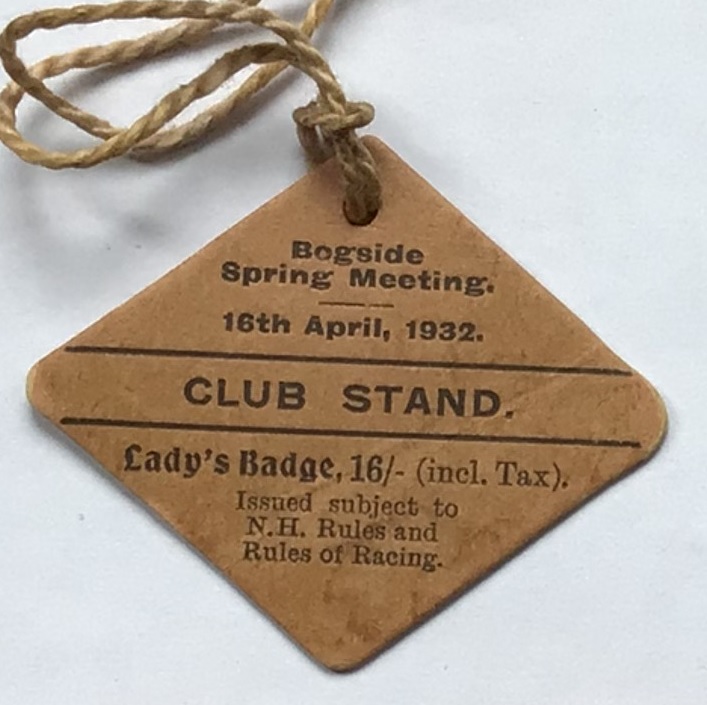 Bogside
Spring Meeting.
16th April, 1932.
CLUB STAND.
Lady's Badge, 16/- (incl. Tax).
Issued subject to
N.H. Rules and
Rules of Racing.